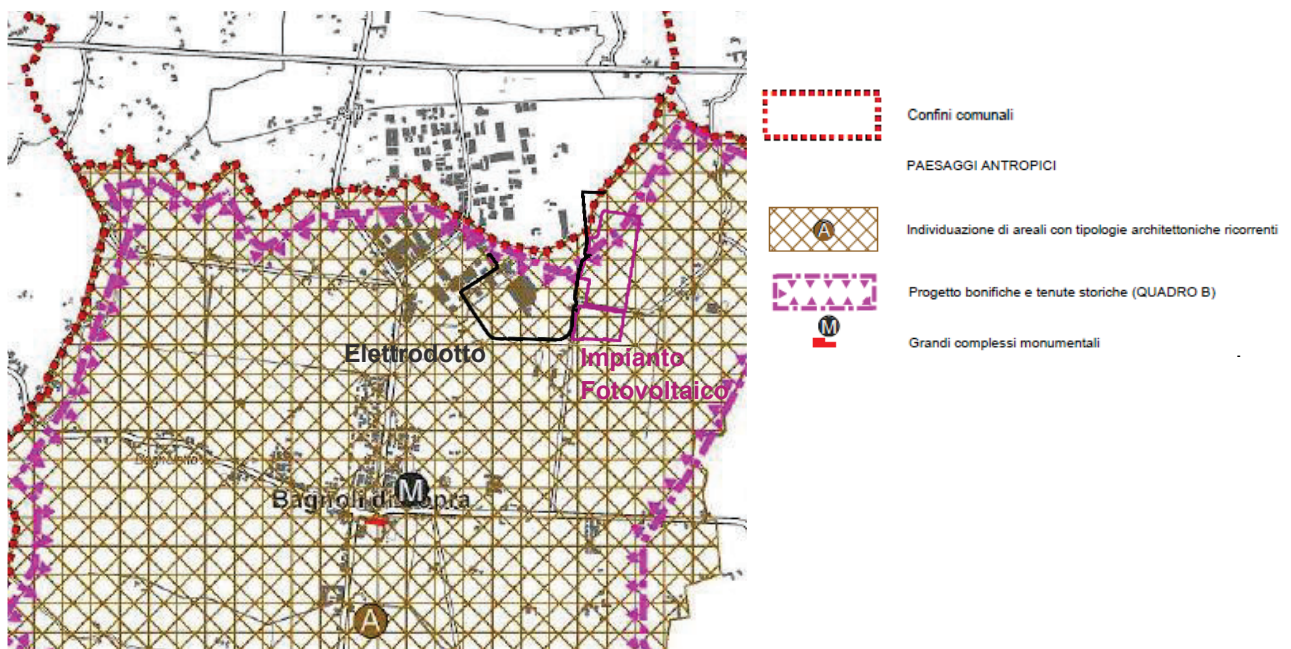 Confini comunali
PAESAGGI ANTROPICI
A
Individuazione di areali con tipologie architettoniche ricorrenti
Progetto bonifiche e tenute storiche (QUADRO B)
M
Grandi complessi monumentali
Elettrodotto
Impianto
Fotovoltaico
M
Bagnoli di Sopra
A